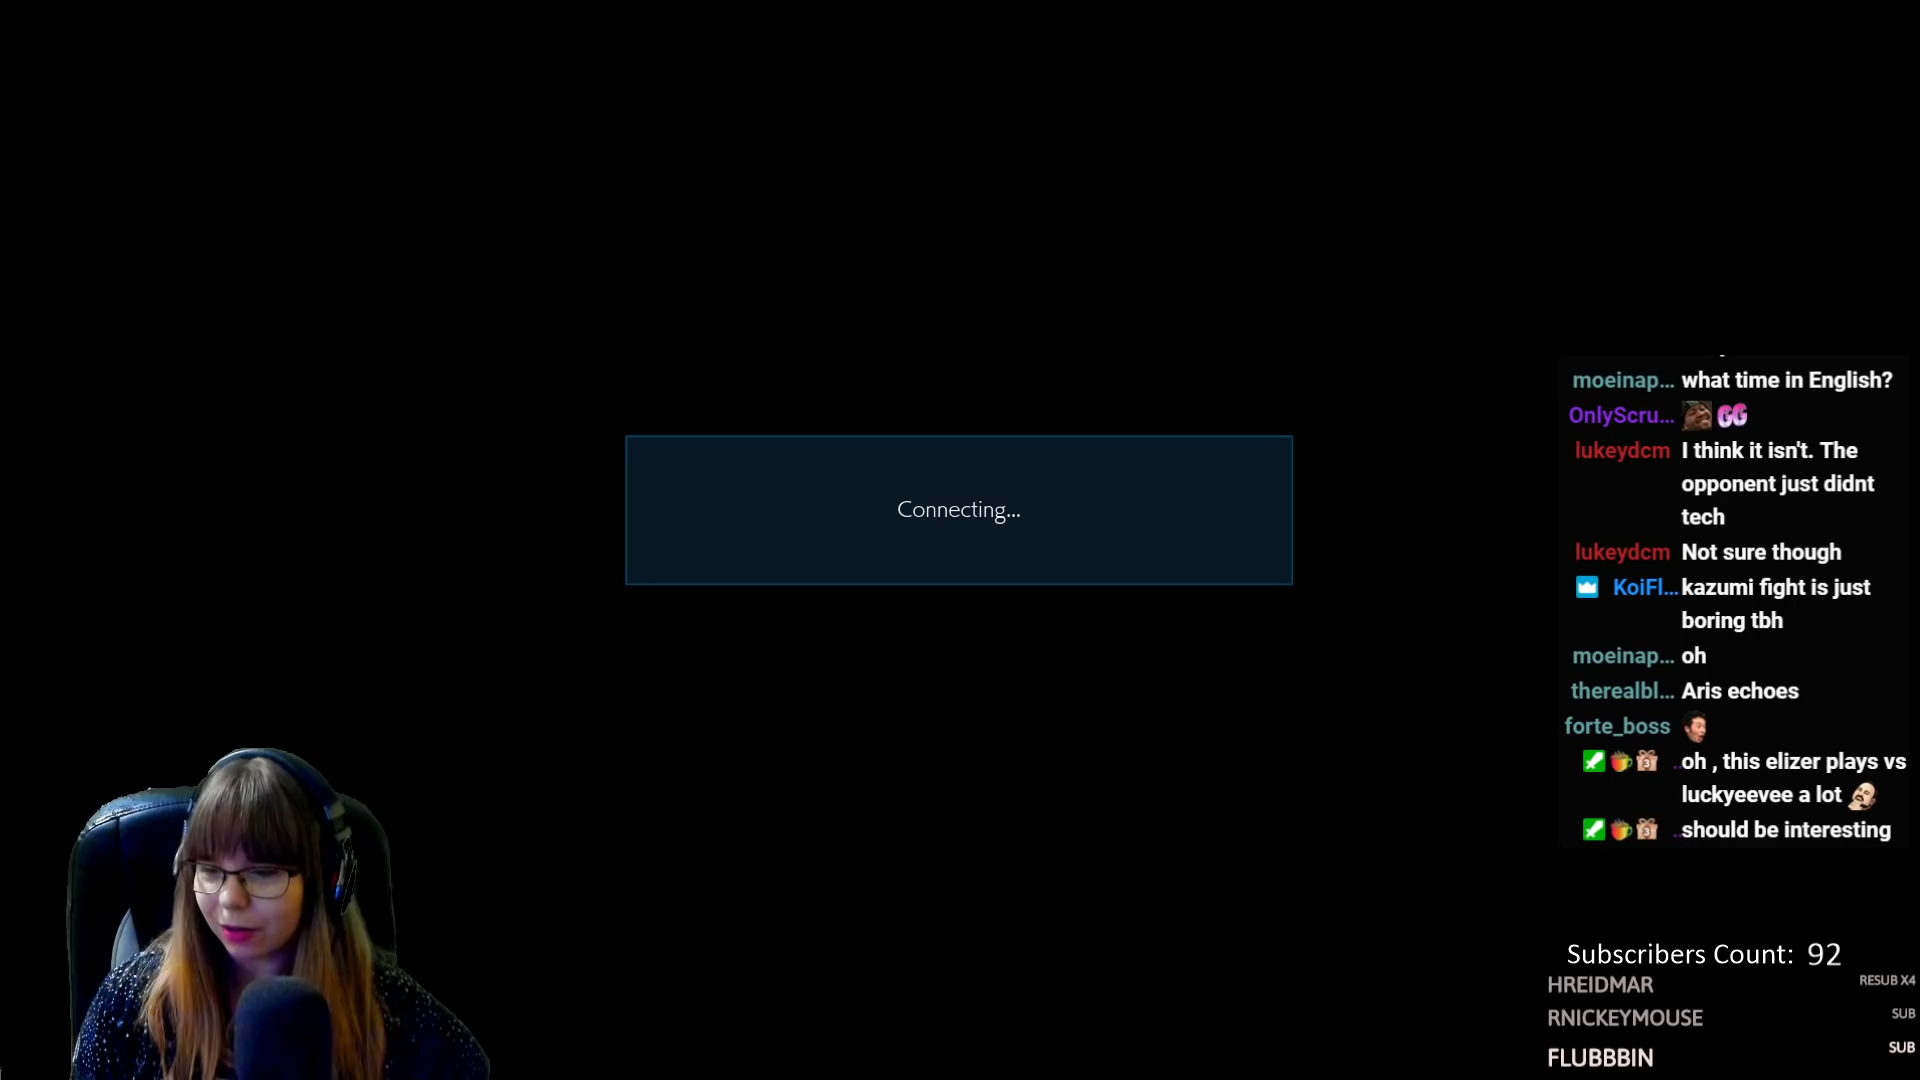 Connecting...
moeinap... what time in English?
OnlyScru...
lukeydcm I think it isn't. The
opponent just didnt
tech
lukeydcm Not sure though
KoiFl... kazumi fight is just
boring tbh
moeinap... oh
therealbl... Aris echoes
forte_boss
..oh , this elizer plays vs
luckyeevee a lot
..should be interesting
Subscribers Count: 92
HREIDMAR RESUB X4
RNICKEYMOUSE SUB
FLUBBBIN SUB